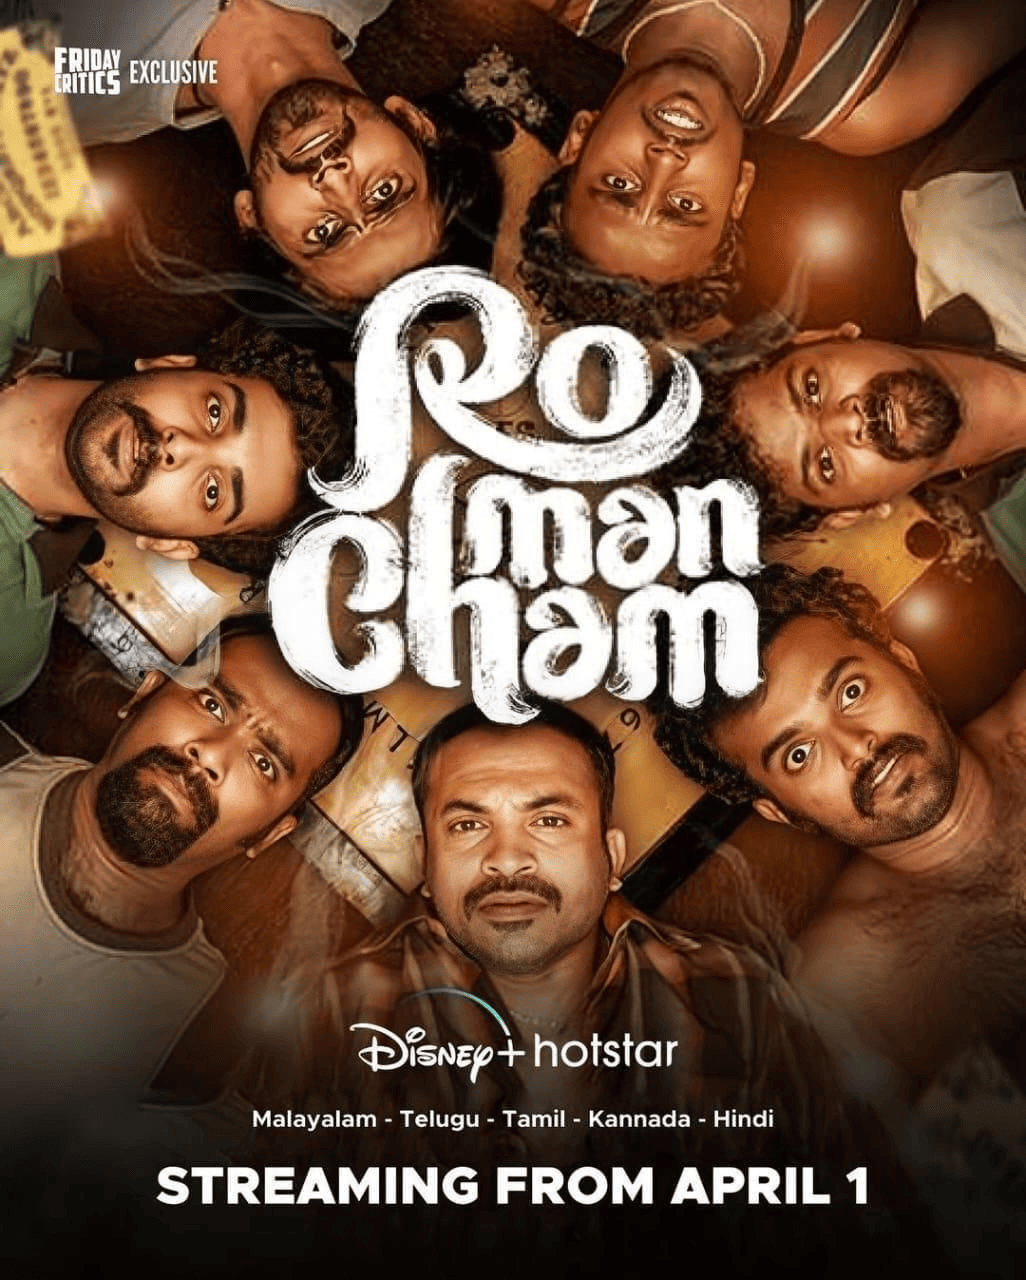 FRIDAY
CRITICS EXCLUSIVE
Ro
man
Cham
Disney+ hotstar
Malayalam - Telugu - Tamil - Kannada - Hindi
STREAMING FROM APRIL 1